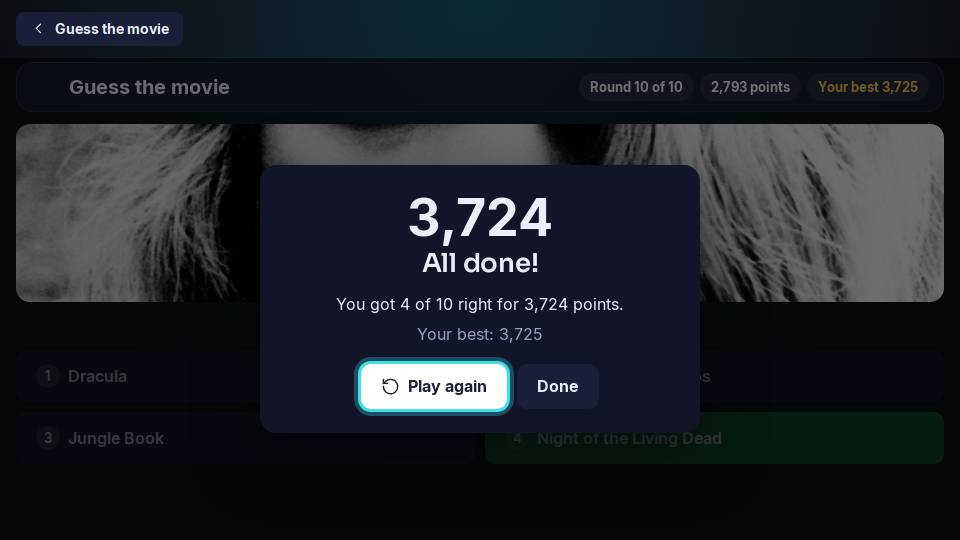 Guess the movie
Guess the movie
Round 10 of 10
2,793 points
Your best 3,725
3,724
All done!
You got 4 of 10 right for 3,724 points.
Your best: 3,725
Play again
Done
1 Dracula
3 Jungle Book
4 Night of the Living Dead